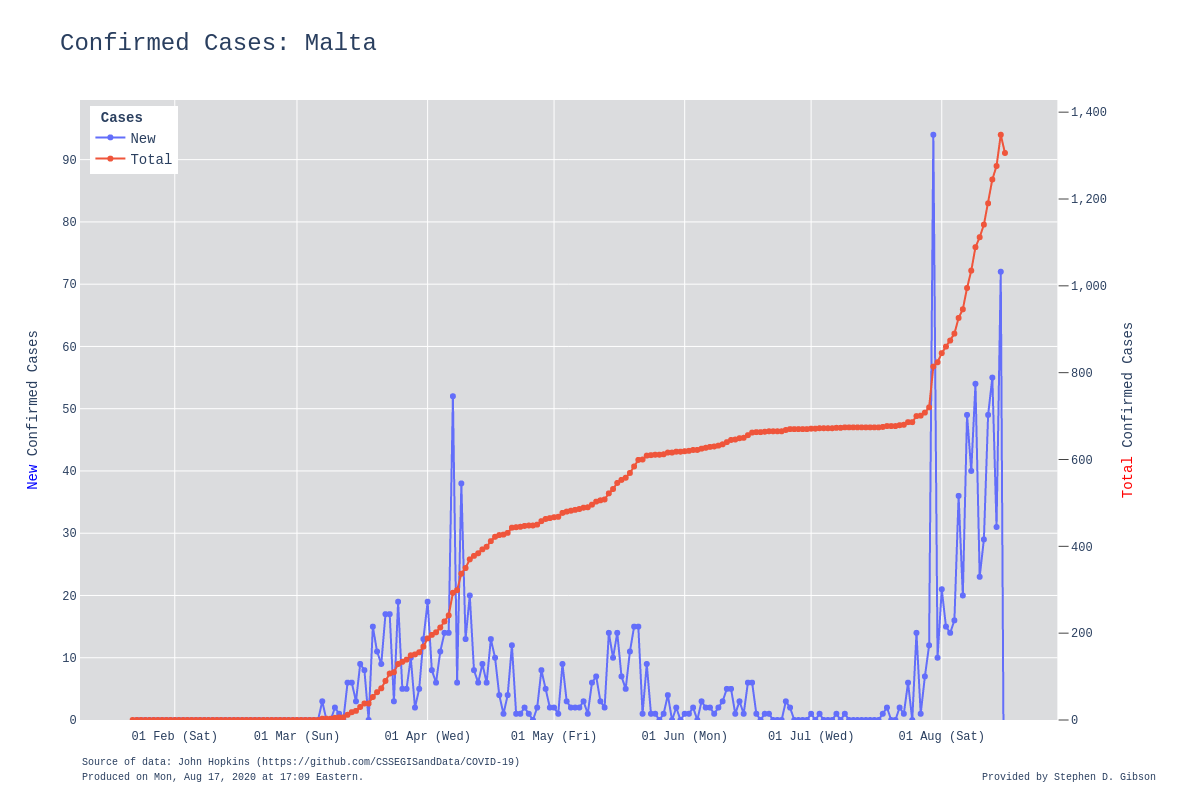 Confirmed Cases: Malta
Cases
New
Total
90
80
70
60
50
40
30
20
10
0
1,400
1,200
1,000
800
600
400
200
0
New Confirmed Cases
Total Confirmed Cases
01 Feb (Sat)
01 Mar (Sun)
01 Apr (Wed)
01 May (Fri)
01 Jun (Mon)
01 Jul (Wed)
01 Aug (Sat)
Source of data: John Hopkins (https://github.com/CSSEGISandData/COVID-19)
Produced on Mon, Aug 17, 2020 at 17:09 Eastern.
Provided by Stephen D. Gibson